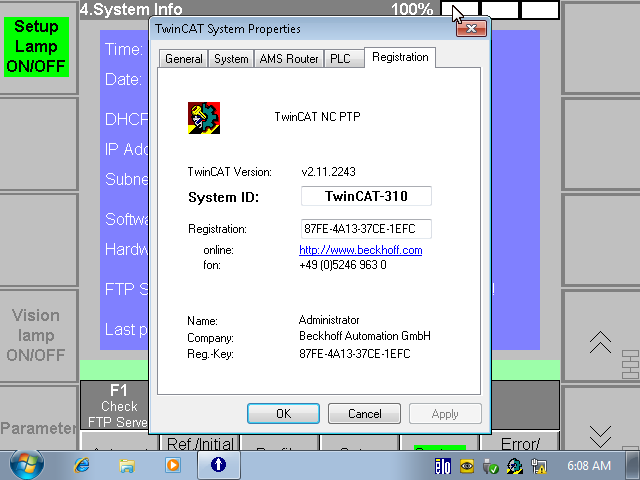 4.System Info
100%
Setup
Lamp
ON/OFF
TwinCAT System Properties
General
System
AMS Router
PLC
Registration
Time:
Date:
DHCP
IP Add
Subne
Softwa
Hardw
FTP S
!
Last p
TwinCAT NC PTP
TwinCAT Version:
v2.11.2243
System ID:
TwinCAT-310
Registration:
87FE-4A13-37CE-1EFC
online:
http://www.beckhoff.com
fon:
+49 (0)5246 963 0
Name:
Administrator
Company:
Beckhoff Automation GmbH
Reg.-Key:
87FE-4A13-37CE-1EFC
OK
Cancel
Apply
Vision
lamp
ON/OFF
Parameter
F1
Check
FTP Serve
Ref./Initial
Error/
6:08 AM